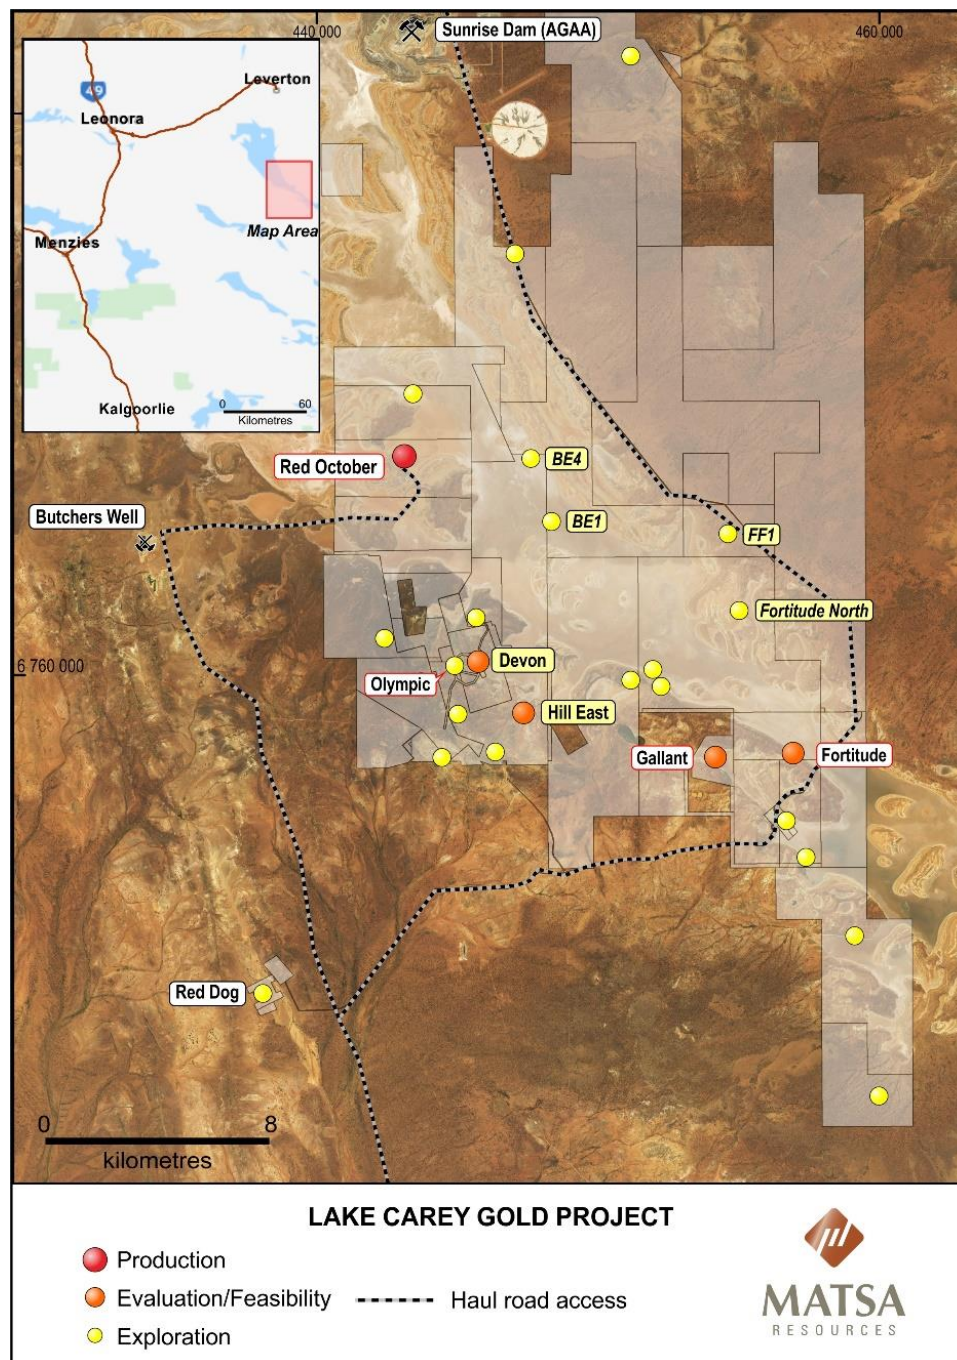 440 000
Sunrise Dam (AGAA)
460 000
49
Leverton
Leonora
Map Area
Menzies
0 60
Kilometres
Kalgoorlie
Red October
BE4
Butchers Well
BE1
FF1
Fortitude North
6 760 000
Devon
Olympic
Hill East
Gallant
Fortitude
Red Dog
0 8
kilometres
LAKE CAREY GOLD PROJECT
Production
Evaluation/Feasibility
Haul road access
Exploration
MATSA
RESOURCES